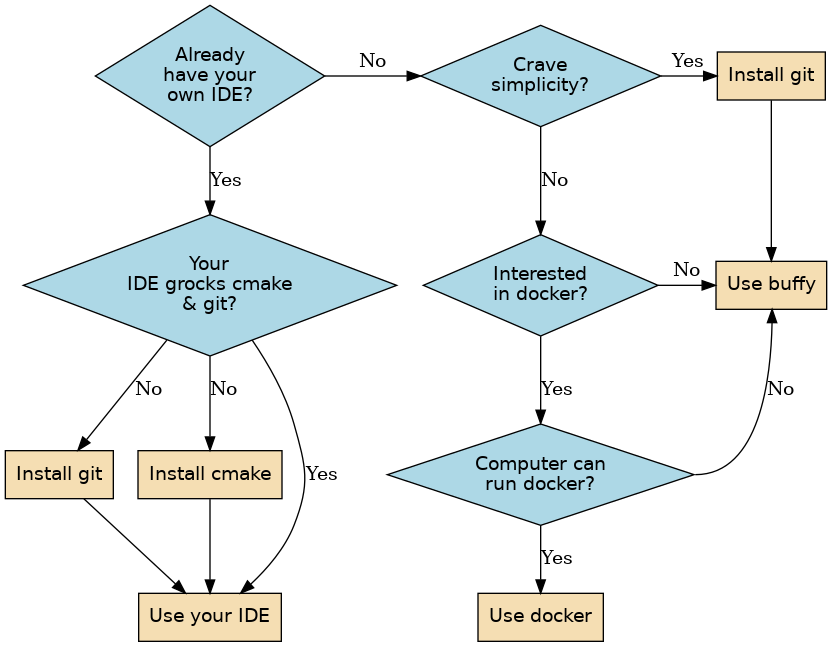 Already
have your
own IDE?
No
Crave
simplicity?
Yes
Install git
Yes
No
Your
IDE grocks cmake
& git?
Interested
in docker?
No
Use buffy
No
No
Yes
Yes
No
Install git
Install cmake
Computer can
run docker?
Yes
Use your IDE
Use docker